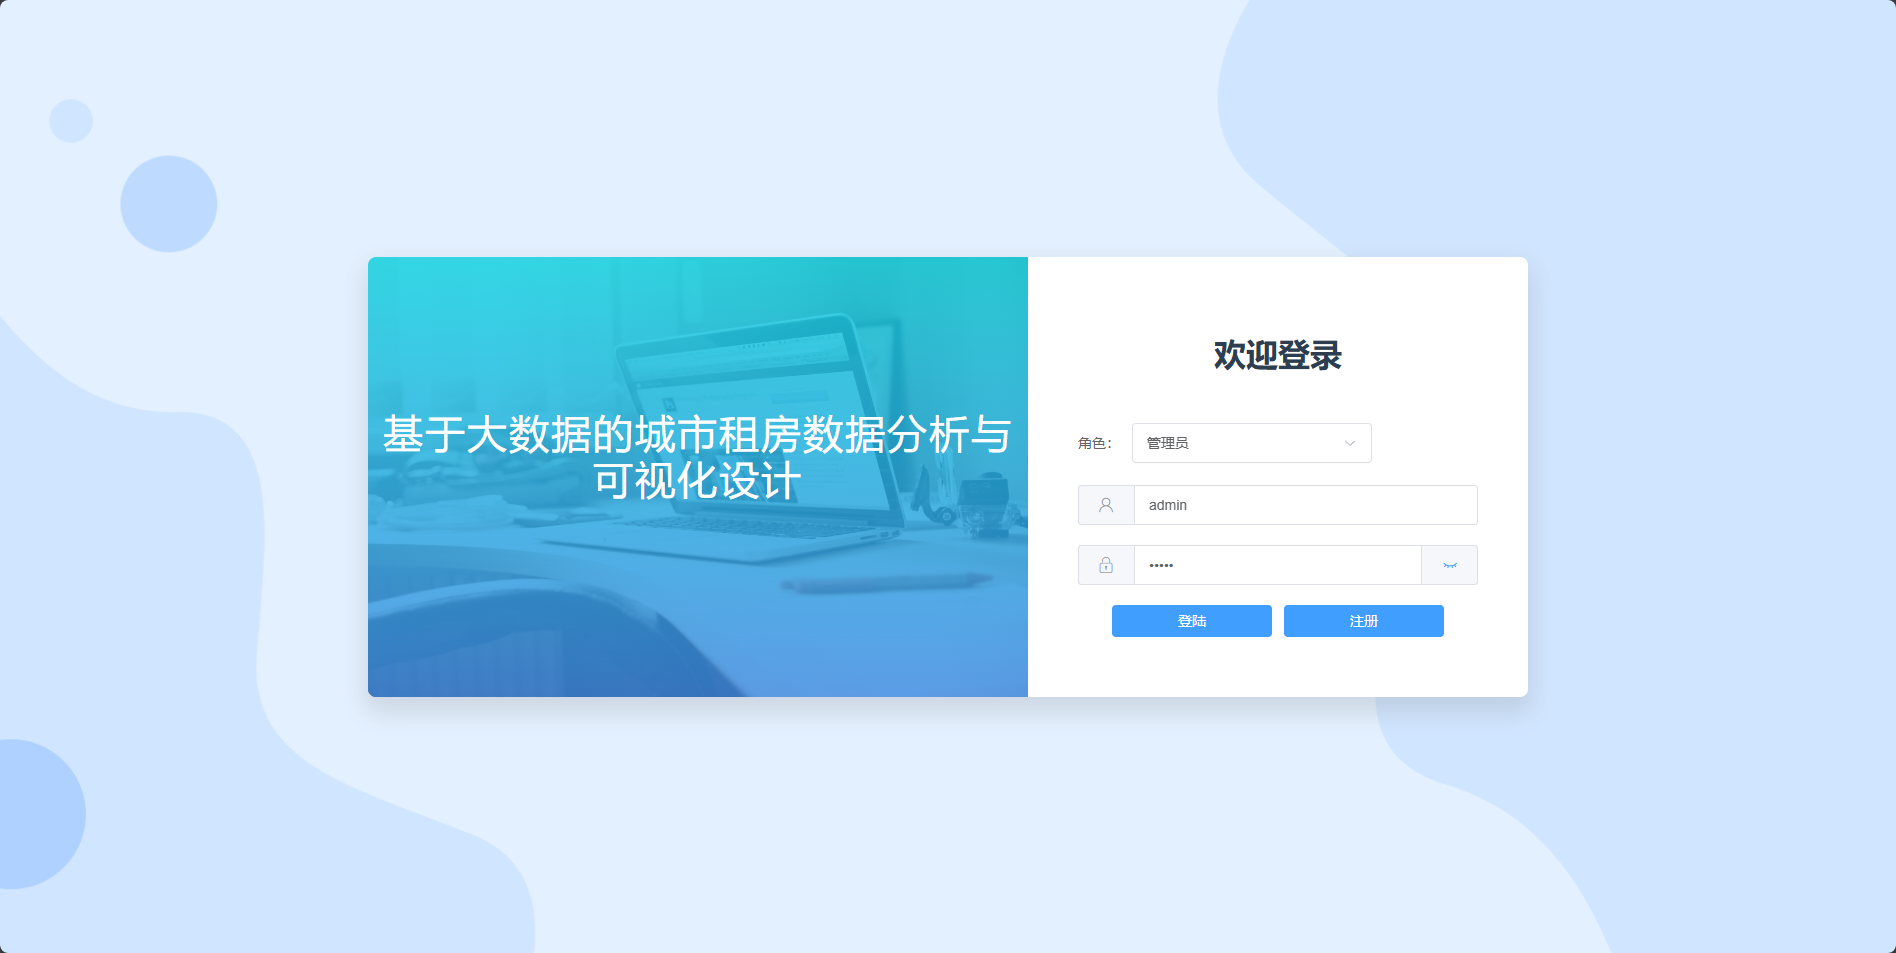 基于大数据的城市租房数据分析与
可视化设计
欢迎登录
角色：
管理员
admin
•••••
登陆
注册